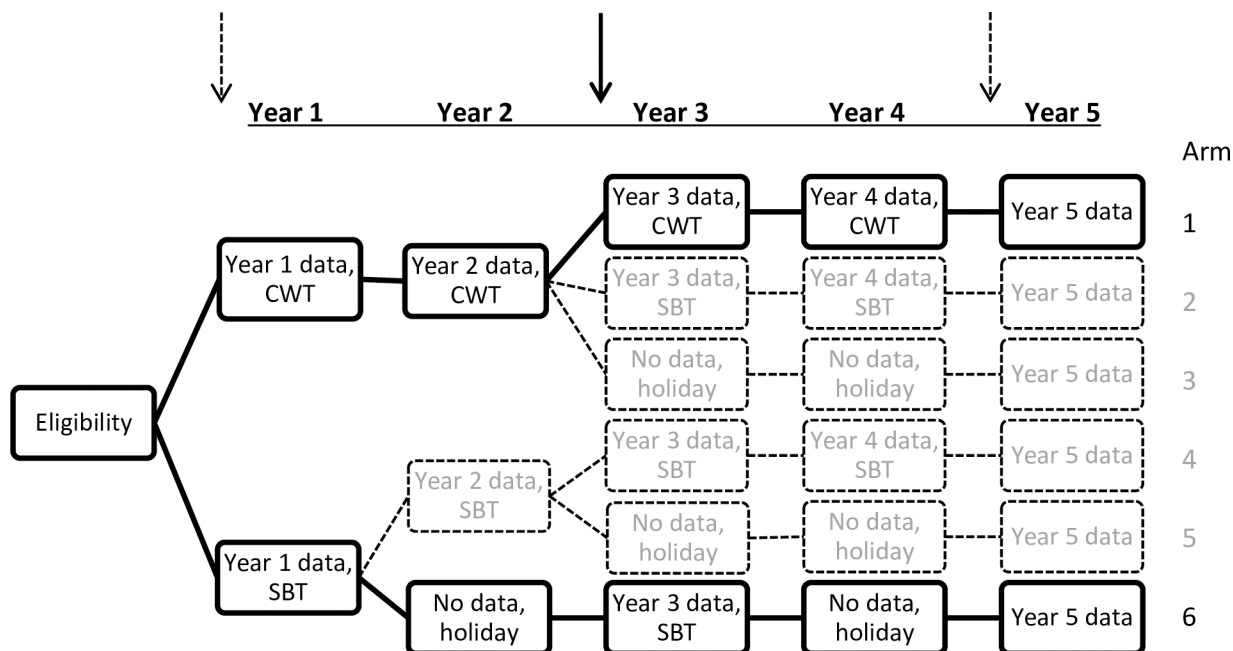 Year 1 Year 2 Year 3 Year 4 Year 5
Arm
Year 3 data,
CWT
Year 4 data,
CWT
Year 5 data
1
Year 1 data,
CWT
Year 2 data,
CWT
Year 3 data,
SBT
Year 4 data,
SBT
Year 5 data
2
No data,
holiday
No data,
holiday
Year 5 data
3
Eligibility
Year 3 data,
SBT
Year 4 data,
SBT
Year 5 data
4
Year 2 data,
SBT
No data,
holiday
No data,
holiday
Year 5 data
5
Year 1 data,
SBT
No data,
holiday
Year 3 data,
SBT
No data,
holiday
Year 5 data
6